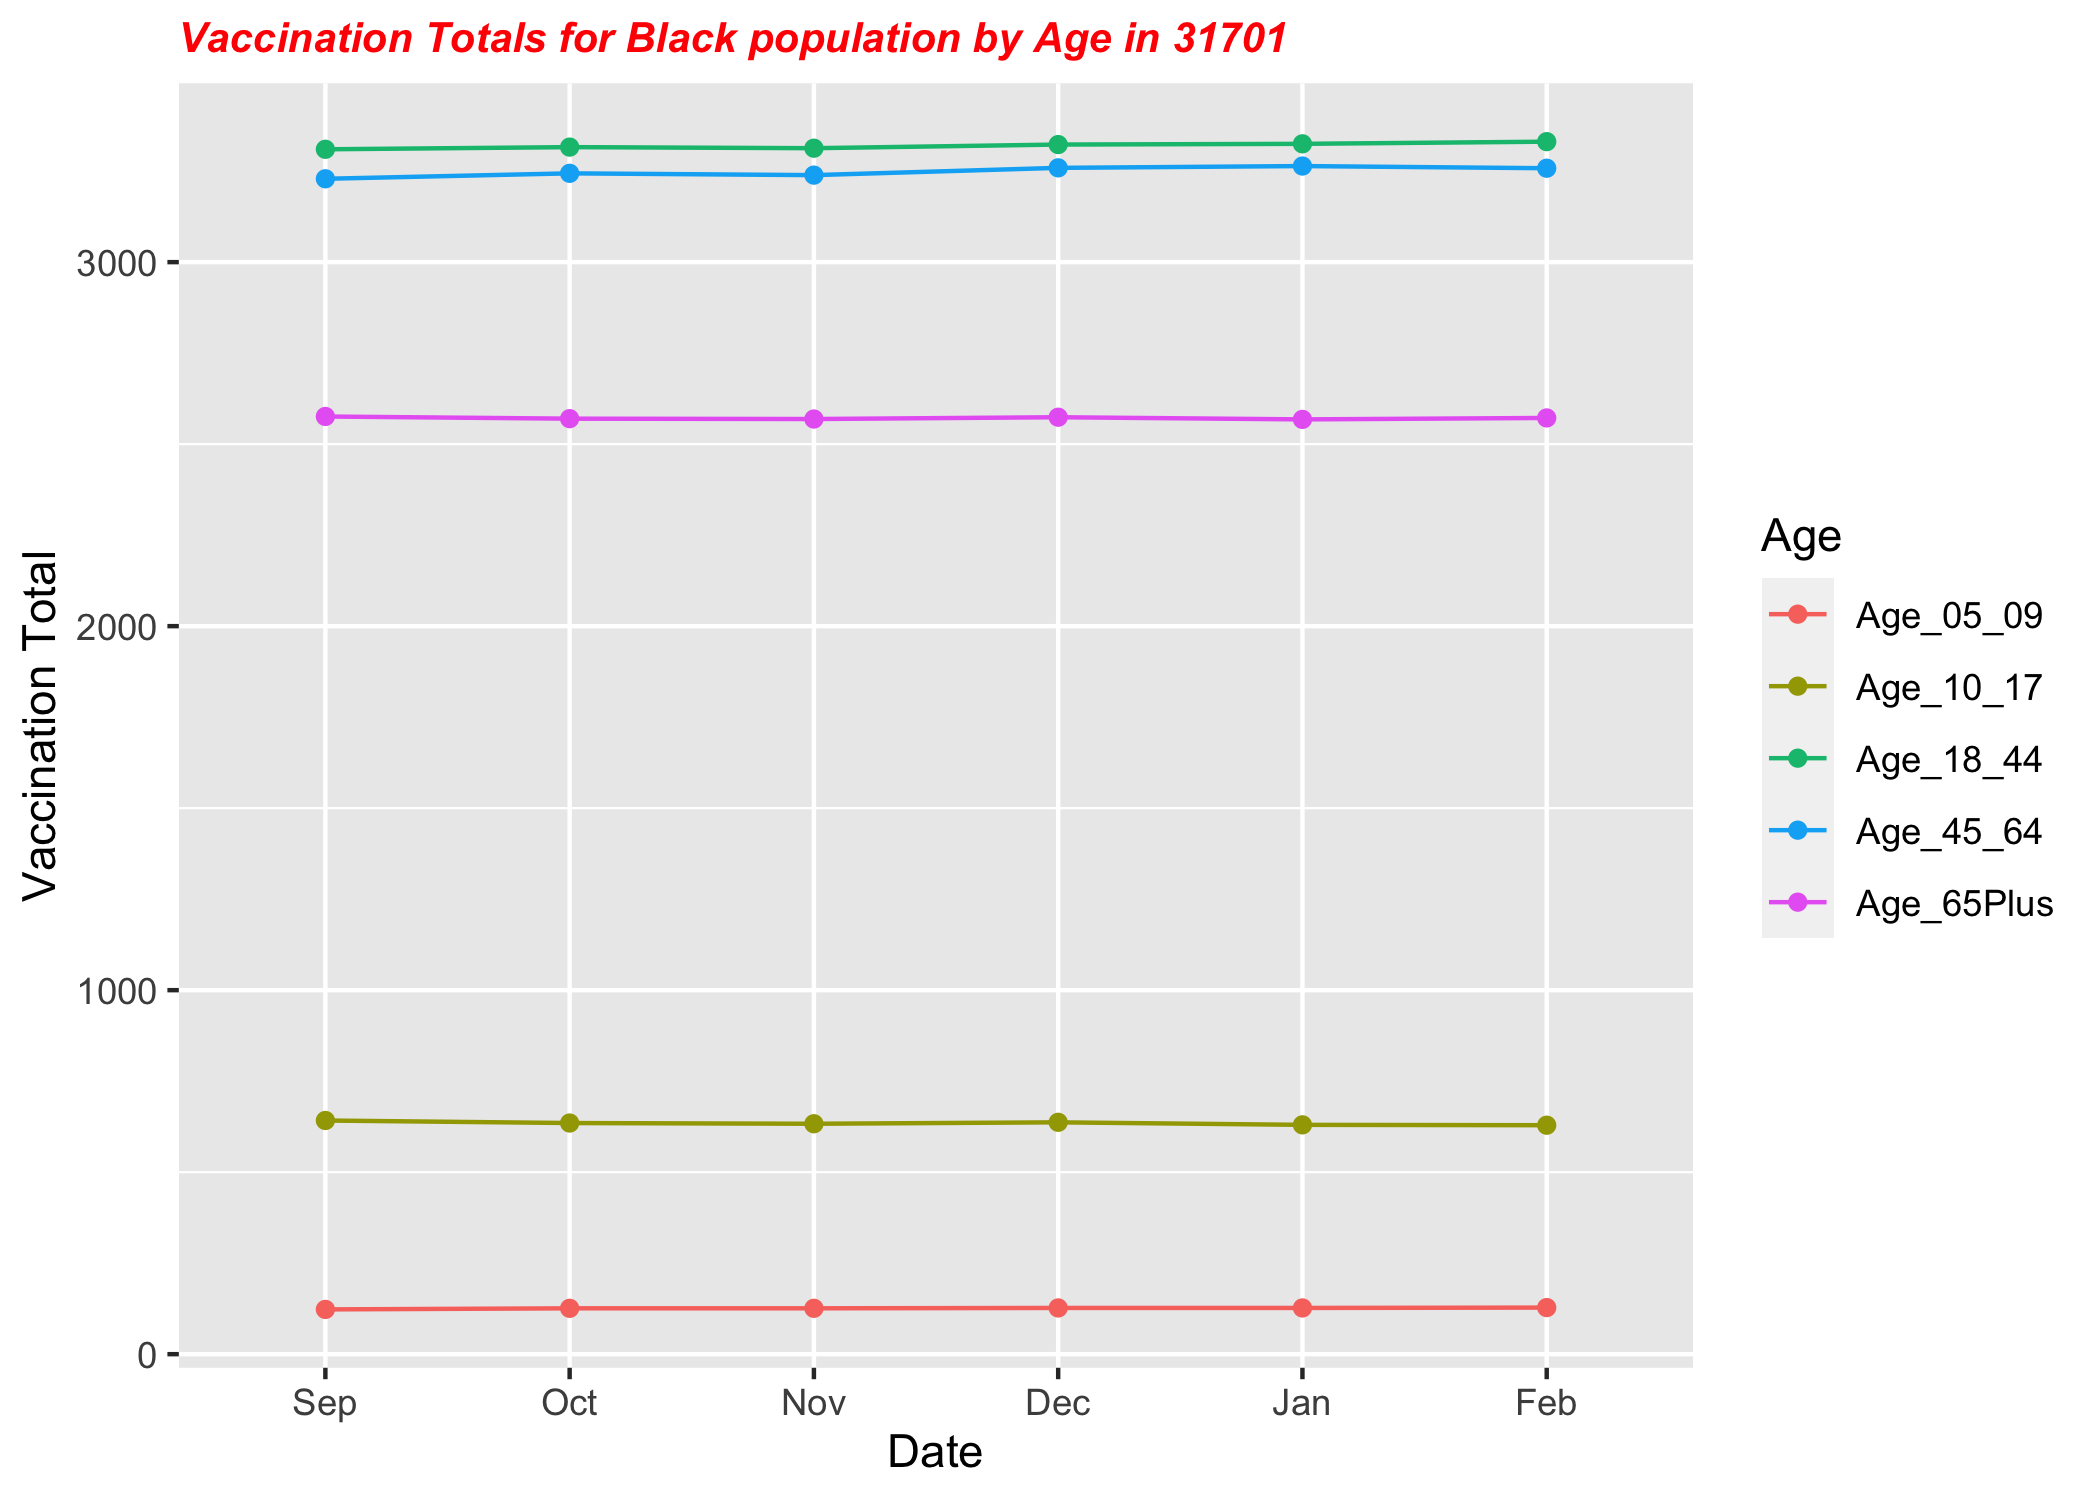 Vaccination Totals for Black population by Age in 31701
Vaccination Total
3000
2000
1000
0
Sep Oct Nov Dec Jan Feb
Date
Age
Age_05_09
Age_10_17
Age_18_44
Age_45_64
Age_65Plus